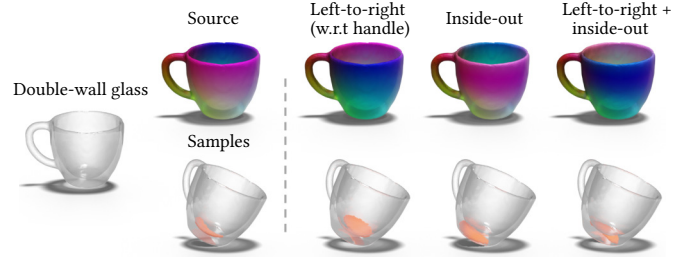 Source
Left-to-right
(w.r.t handle)
Inside-out
Left-to-right +
inside-out
Double-wall glass
Samples